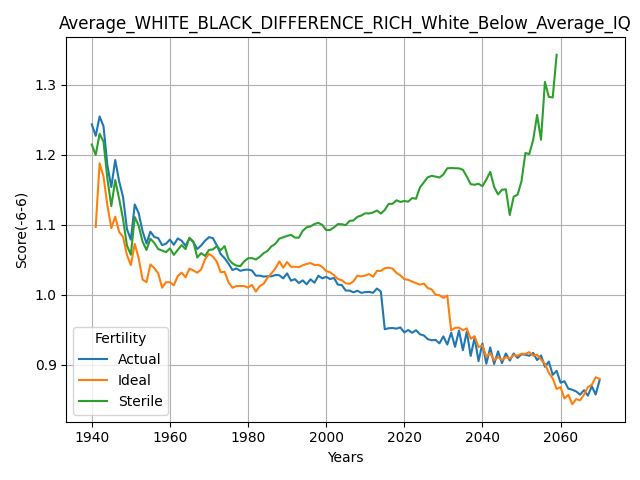 Average_WHITE_BLACK_DIFFERENCE_RICH_White_Below_Average_IQ
1.3
1.2
1.1
1.0
0.9
Score(-6-6)
Fertility
Actual
Ideal
Sterile
1940 1960 1980 2000 2020 2040 2060
Years